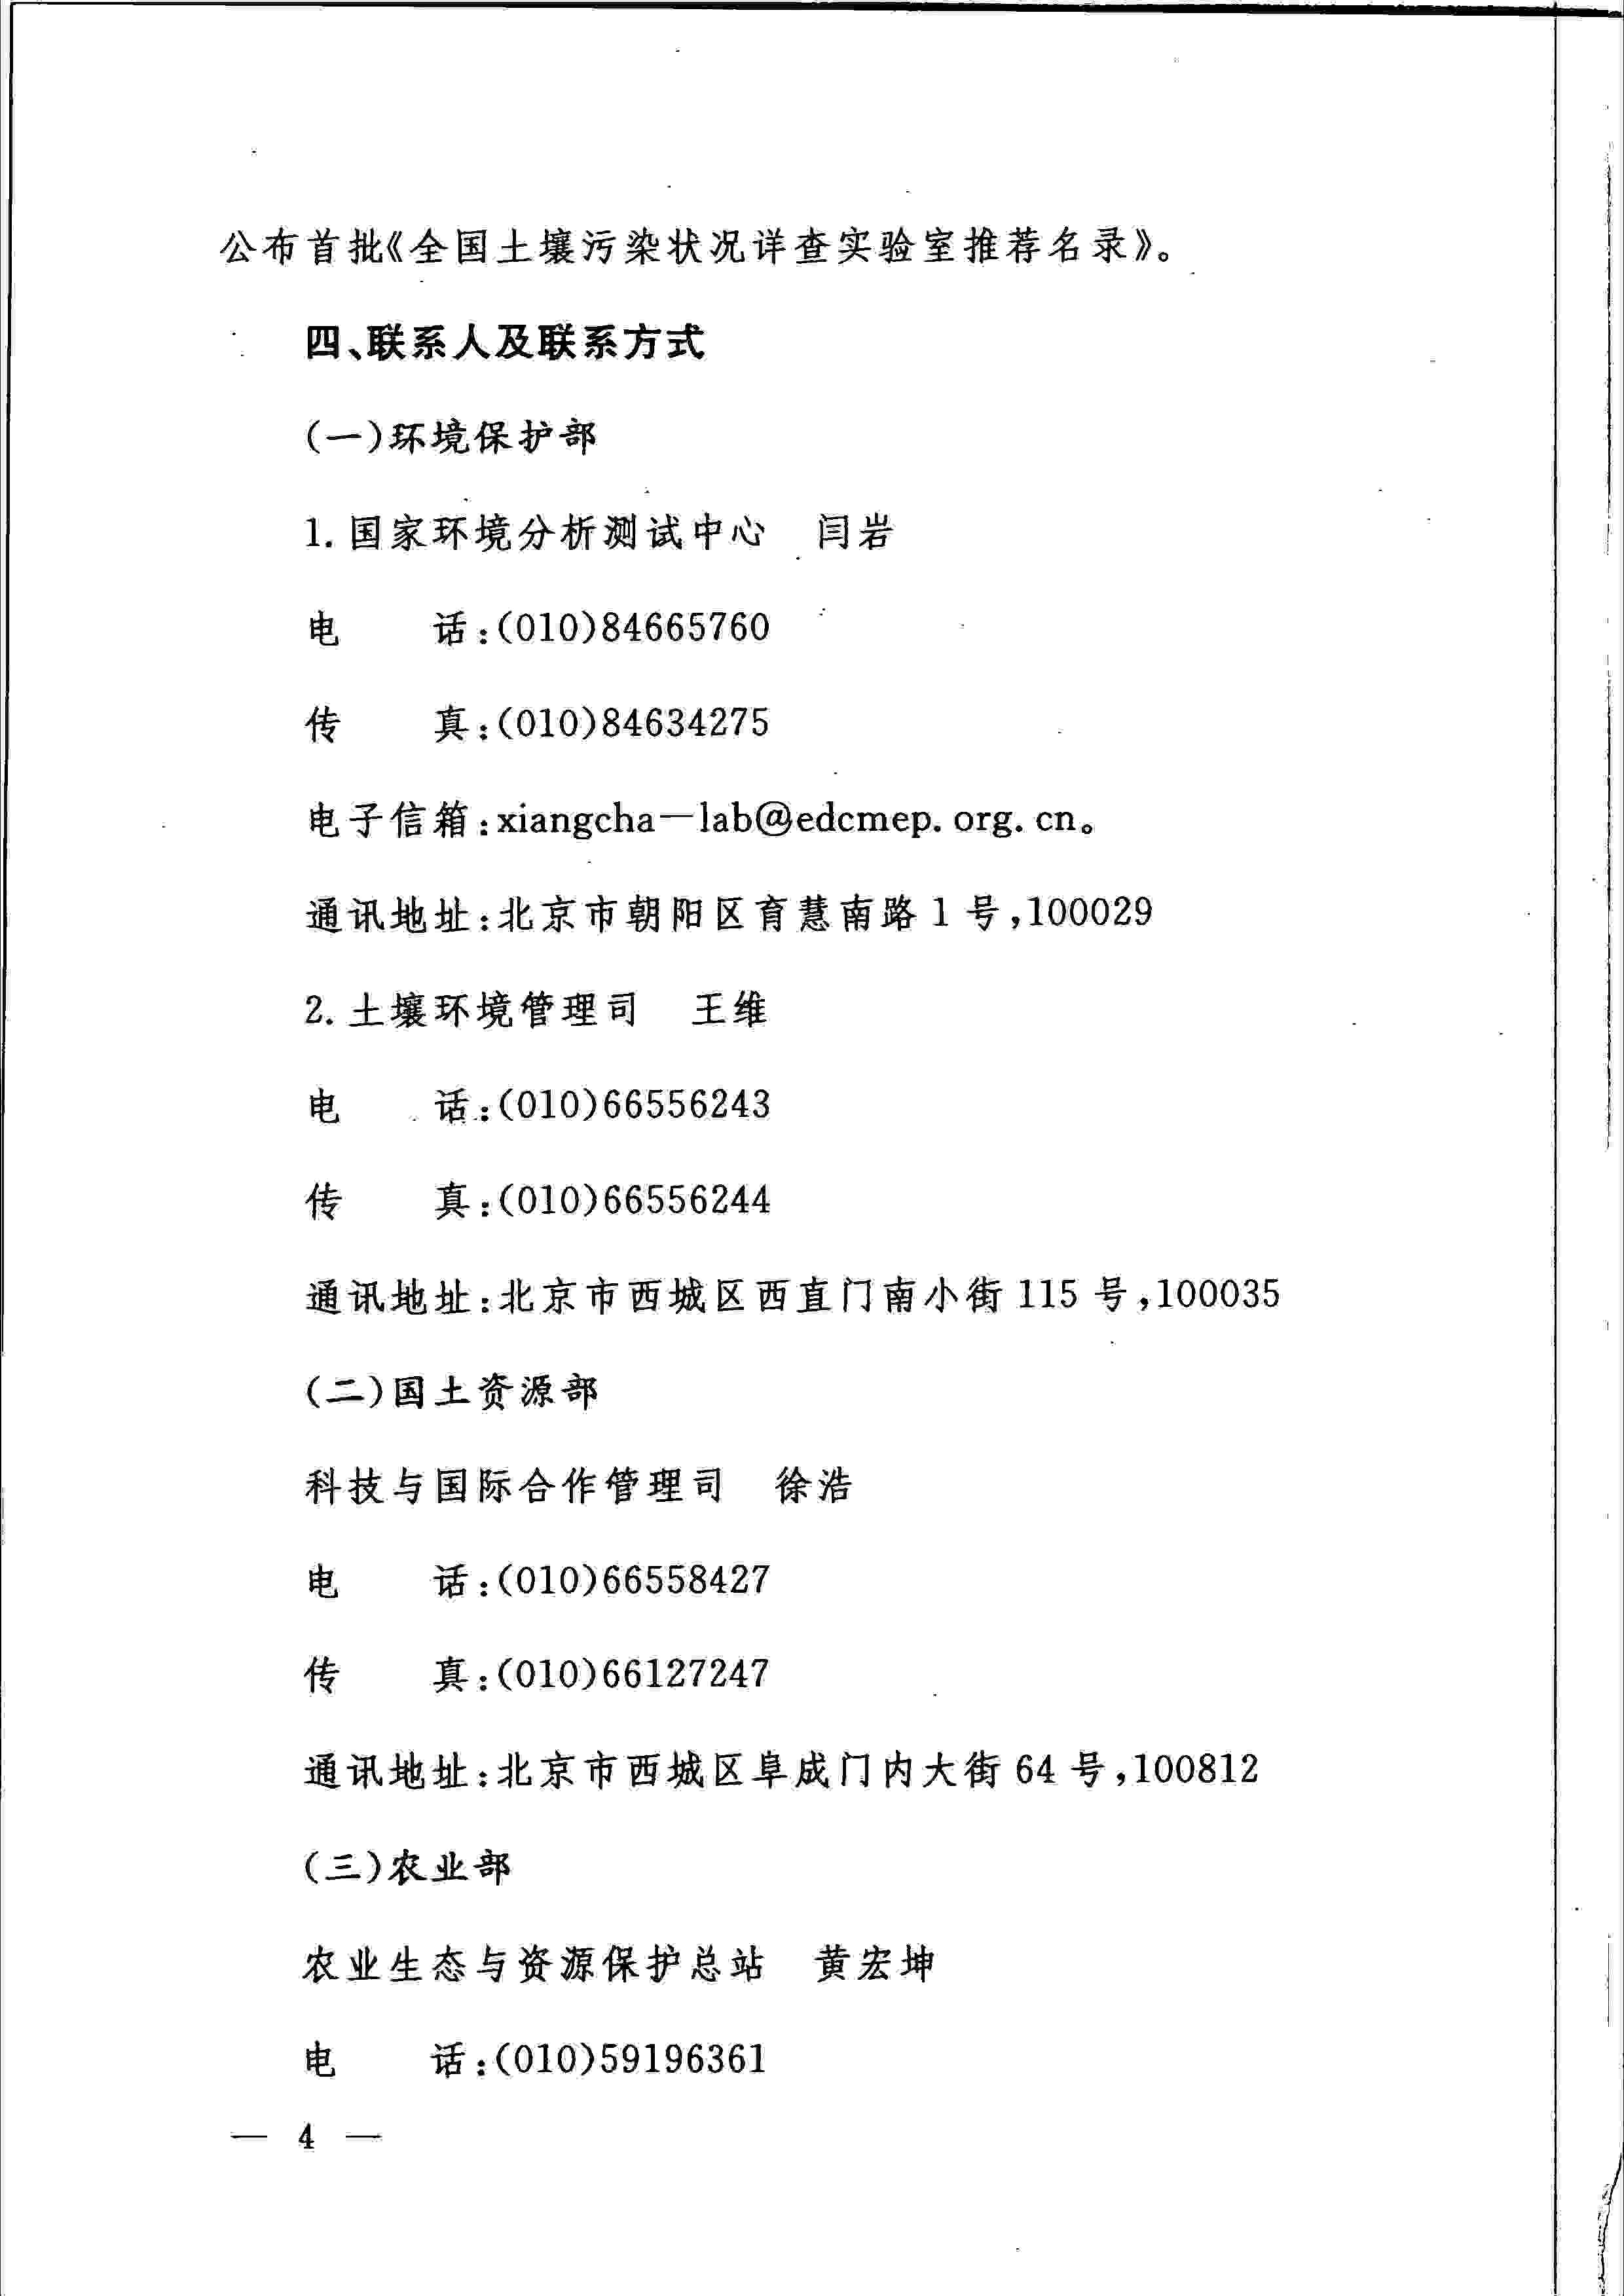 公布首批《全国土壤污染状况详查实验室推荐名录》。
四、联系人及联系方式
(一)环境保护部
1.国家环境分析测试中心　闫岩
电　　话:(010)84665760
传　　真:(010)84634275
电子信箱:xiangcha—lab@edcmep.org.cn。
通讯地址:北京市朝阳区育慧南路1号,100029
2.土壤环境管理司　王维
电　　话:(010)66556243
传　　真:(010)66556244
通讯地址:北京市西城区西直门南小街115号,100035
(二)国土资源部
科技与国际合作管理司　徐浩
电　　话:(010)66558427
传　　真:(010)66127247
通讯地址:北京市西城区阜成门内大街64号,100812
(三)农业部
农业生态与资源保护总站　黄宏坤
电　　话:(010)59196361
— 4 —